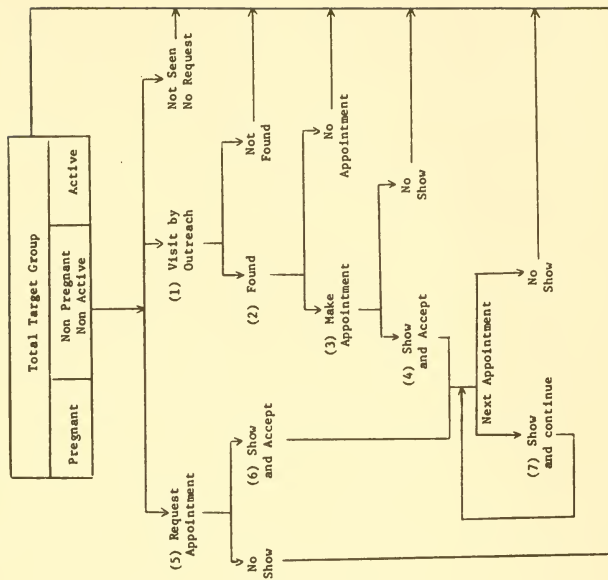 Total Target Group
Pregnant
Non Pregnant
Non Active
Active
(5) Request
Appointment
(1) Visit by
Outreach
Not Seen
No Request
(2) Found
Not
Found
(3) Make
Appointment
No
Appointment
No
Show
(6) Show
and Accept
(4) Show
and Accept
No
Show
Next Appointment
(7) Show
and continue
No
Show